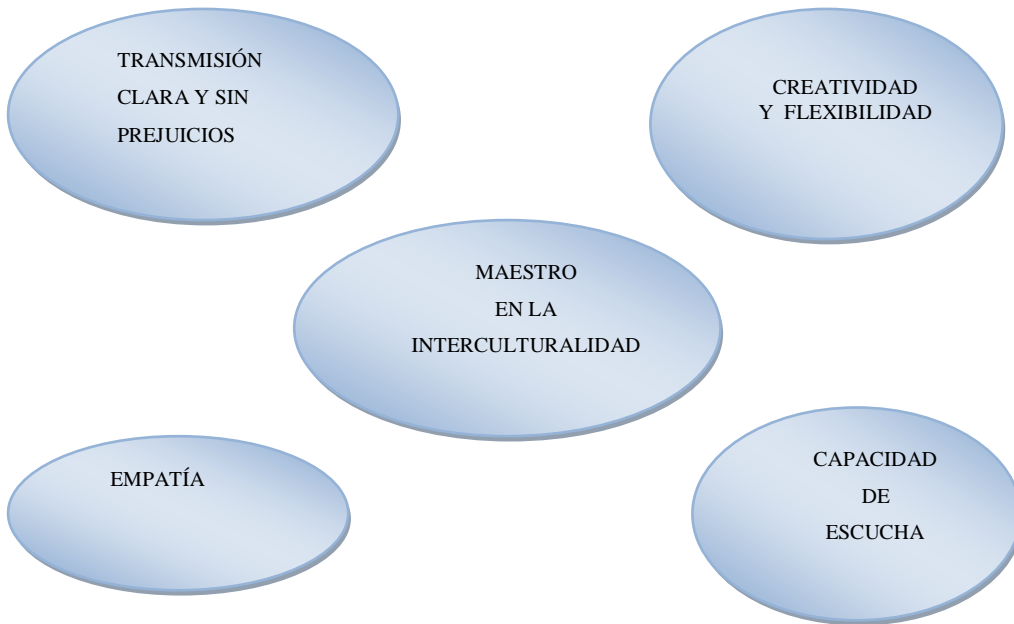 TRANSMISIÓN
CLARA Y SIN
PREJUICIOS
CREATIVIDAD
Y FLEXIBILIDAD
MAESTRO
EN LA
INTERCULTURALIDAD
EMPATÍA
CAPACIDAD
DE
ESCUCHA